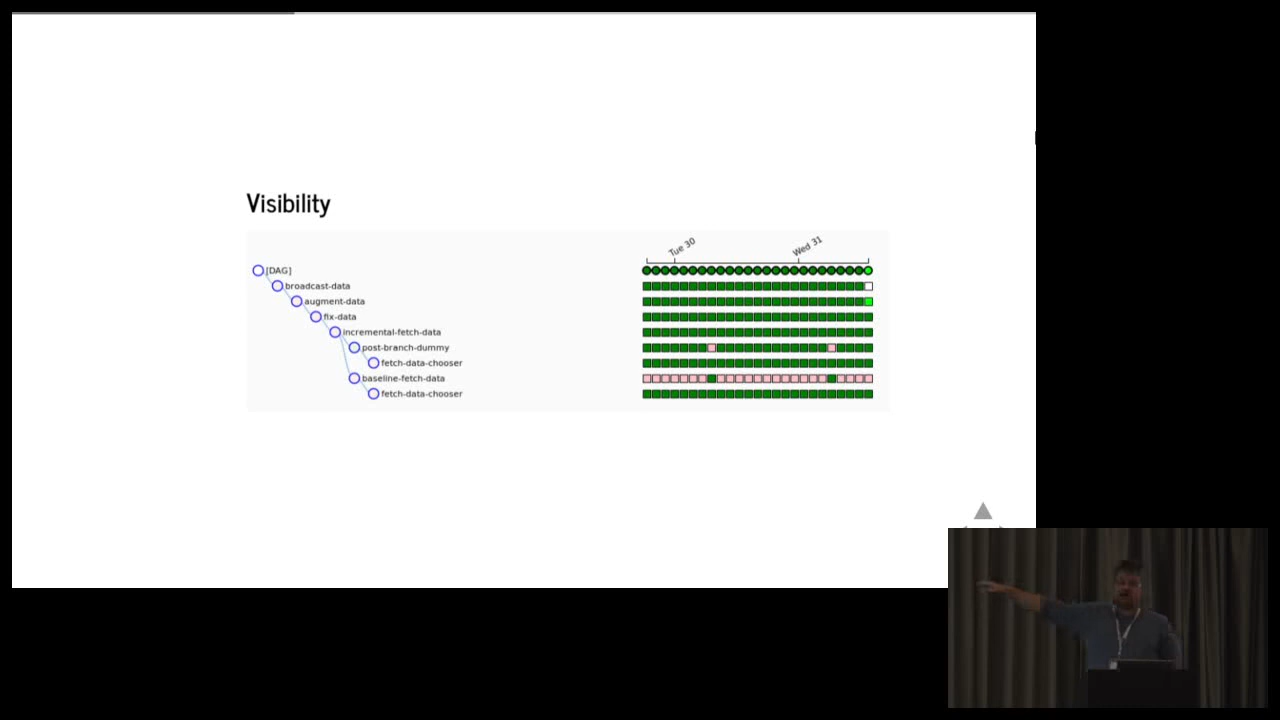 Visibility
Tue 30
Wed 31
[DAG]
broadcast-data
augment-data
fix-data
incremental-fetch-data
post-branch-dummy
fetch-data-chooser
baseline-fetch-data
fetch-data-chooser